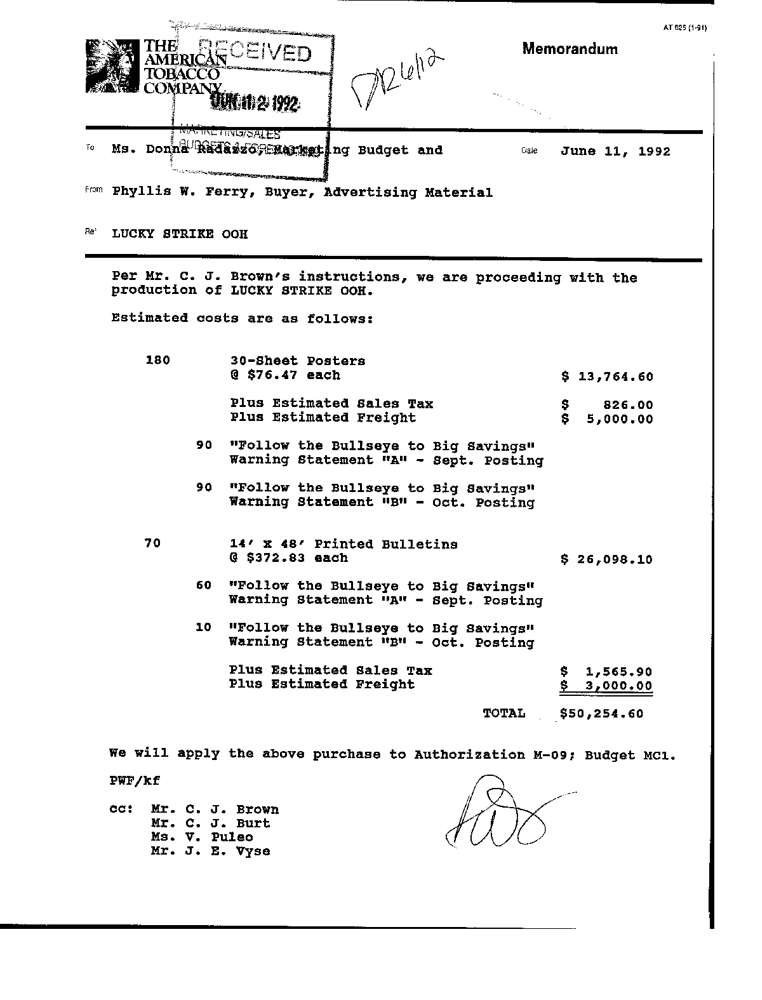 AT 625 (1-91)
THE
AMERICAN
TOBACCO
COMPANY
RECEIVED
JUN 12 1992
MARKETING/SALES
Memorandum
DR 6/12
To Ms. Donna Radazzo, Marketing Budget and
Date June 11, 1992
From Phyllis W. Ferry, Buyer, Advertising Material
Re: LUCKY STRIKE OOH
Per Mr. C. J. Brown's instructions, we are proceeding with the
production of LUCKY STRIKE OOH.
Estimated costs are as follows:
180 30-Sheet Posters
@ $76.47 each $ 13,764.60
Plus Estimated Sales Tax $ 826.00
Plus Estimated Freight $ 5,000.00
90 "Follow the Bullseye to Big Savings"
Warning Statement "A" - Sept. Posting
90 "Follow the Bullseye to Big Savings"
Warning Statement "B" - Oct. Posting
70 14' X 48' Printed Bulletins
@ $372.83 each $ 26,098.10
60 "Follow the Bullseye to Big Savings"
Warning Statement "A" - Sept. Posting
10 "Follow the Bullseye to Big Savings"
Warning Statement "B" - Oct. Posting
Plus Estimated Sales Tax $ 1,565.90
Plus Estimated Freight $ 3,000.00
TOTAL $50,254.60
We will apply the above purchase to Authorization M-09; Budget MC1.
PWF/kf
cc: Mr. C. J. Brown
Mr. C. J. Burt
Ms. V. Puleo
Mr. J. E. Vyse